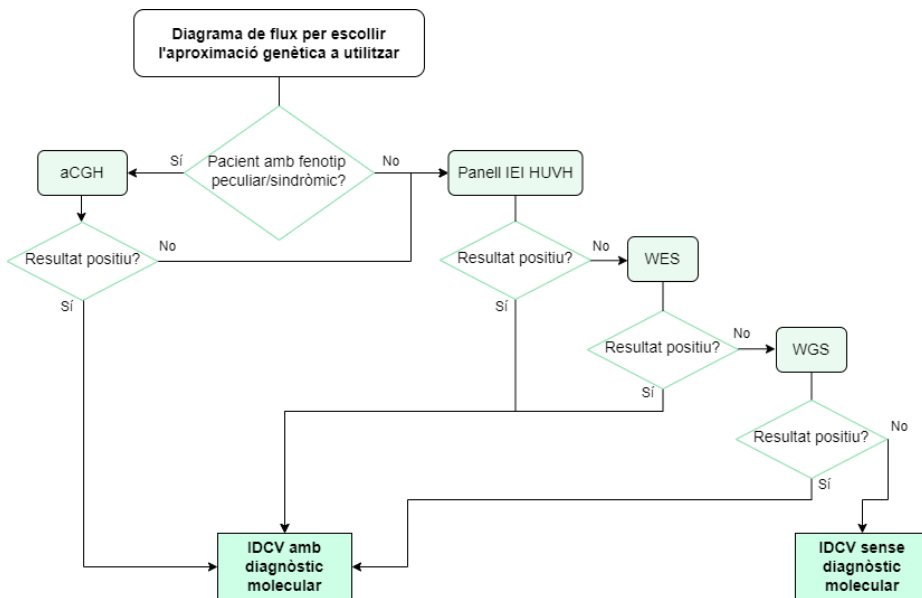 Diagrama de flux per escollir
l'aproximació genètica a utilitzar
Pacient amb fenotip
peculiar/sindròmic?
Sí
No
aCGH
Panell IEI HUVH
Resultat positiu?
No
Sí
Resultat positiu?
No
Sí
WES
Resultat positiu?
No
Sí
WGS
Resultat positiu?
No
Sí
IDCV amb
diagnòstic
molecular
IDCV sense
diagnòstic
molecular